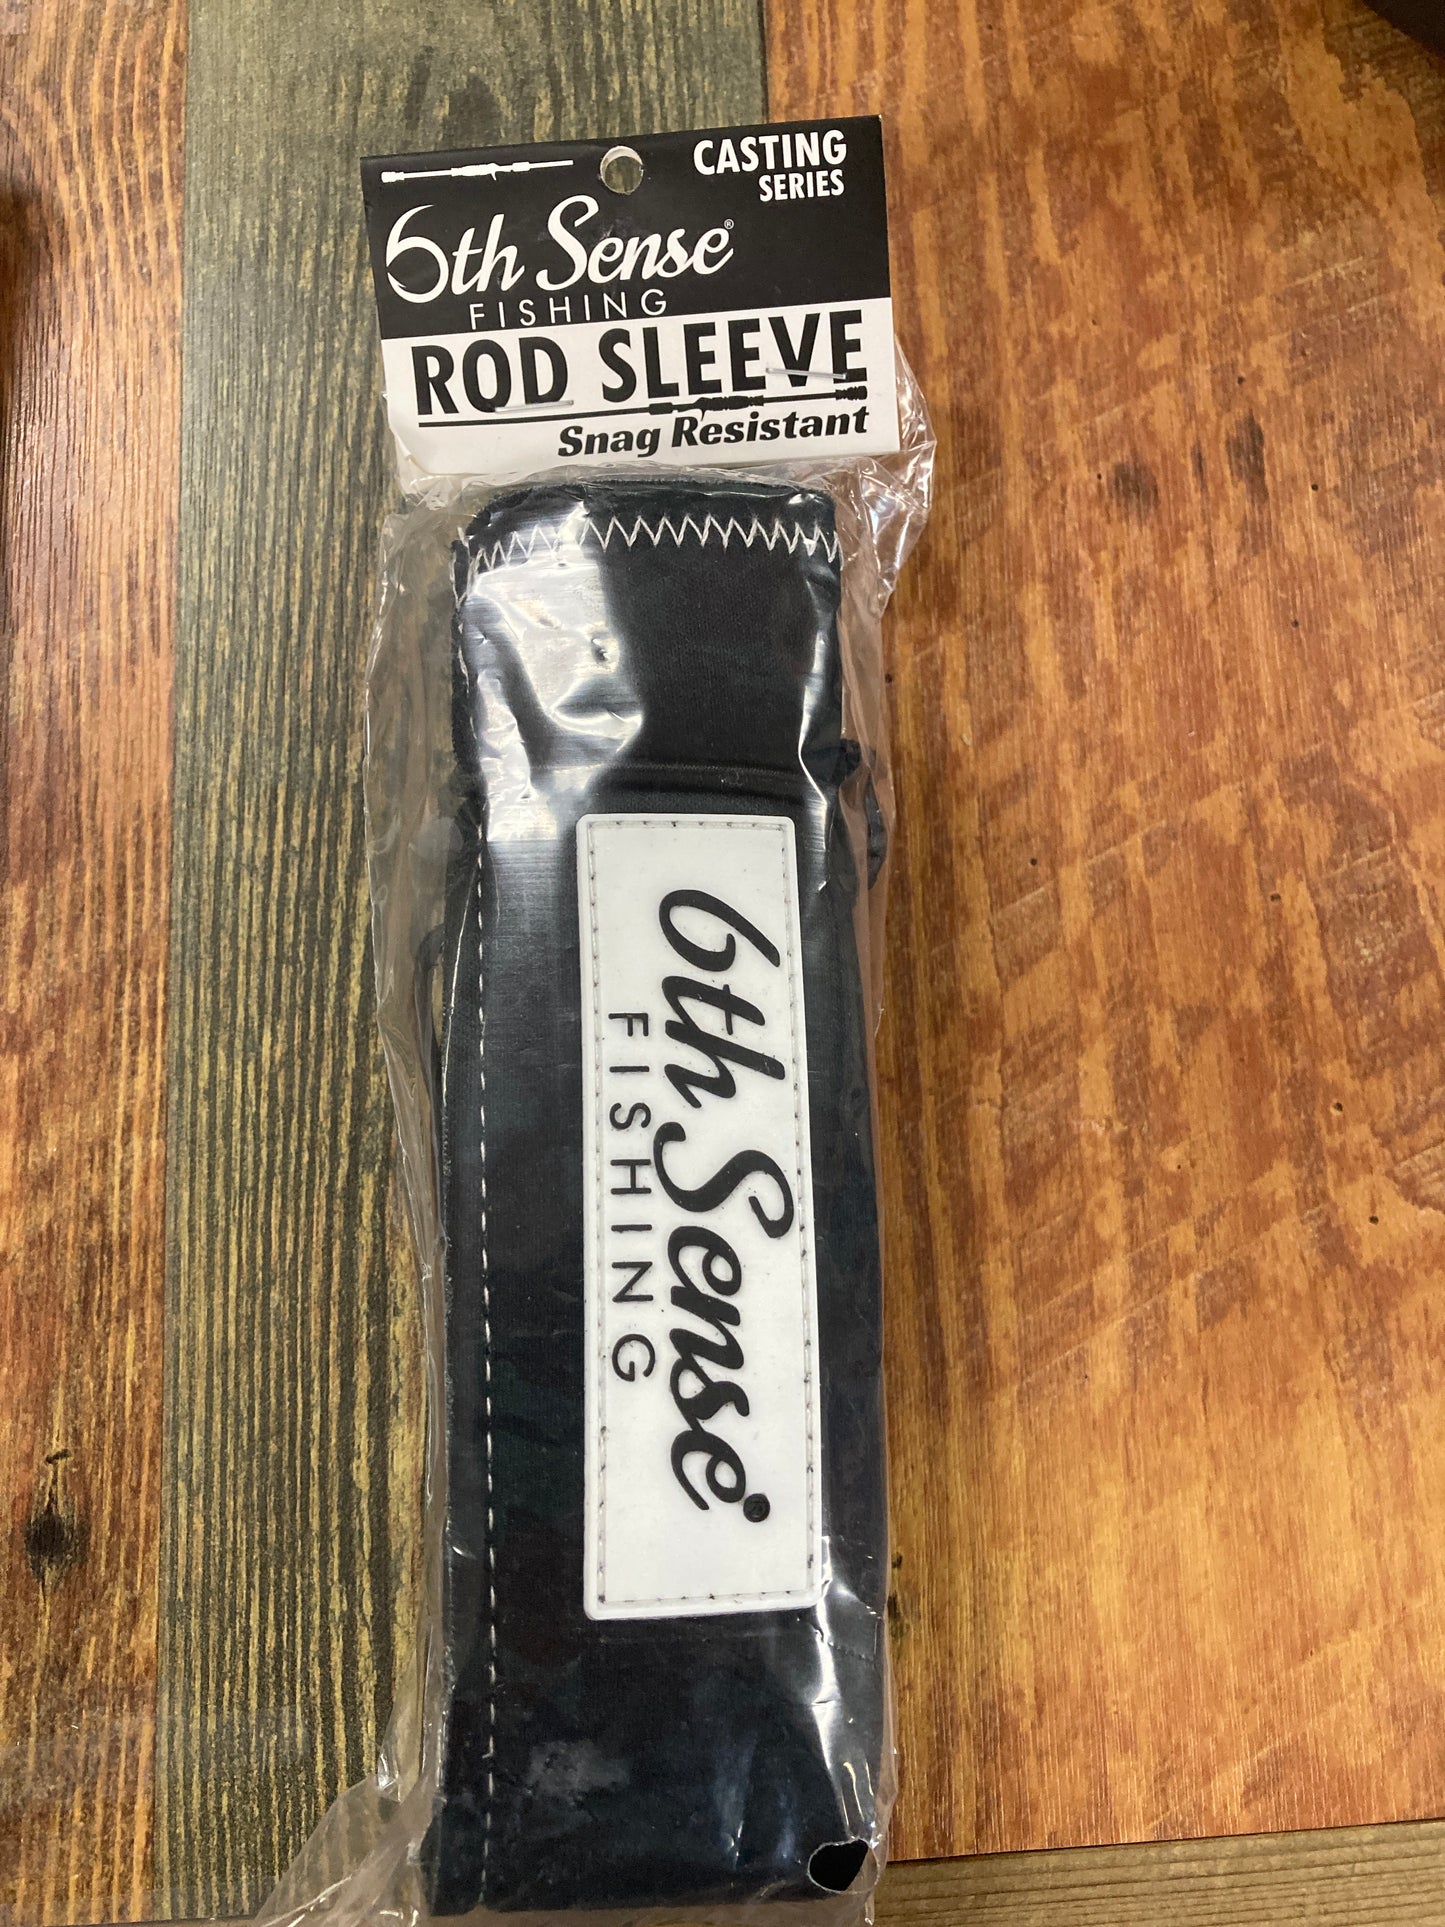 CASTING
SERIES
6th Sense®
FISHING
ROD SLEEVE
Snag Resistant
6th Sense®
FISHING